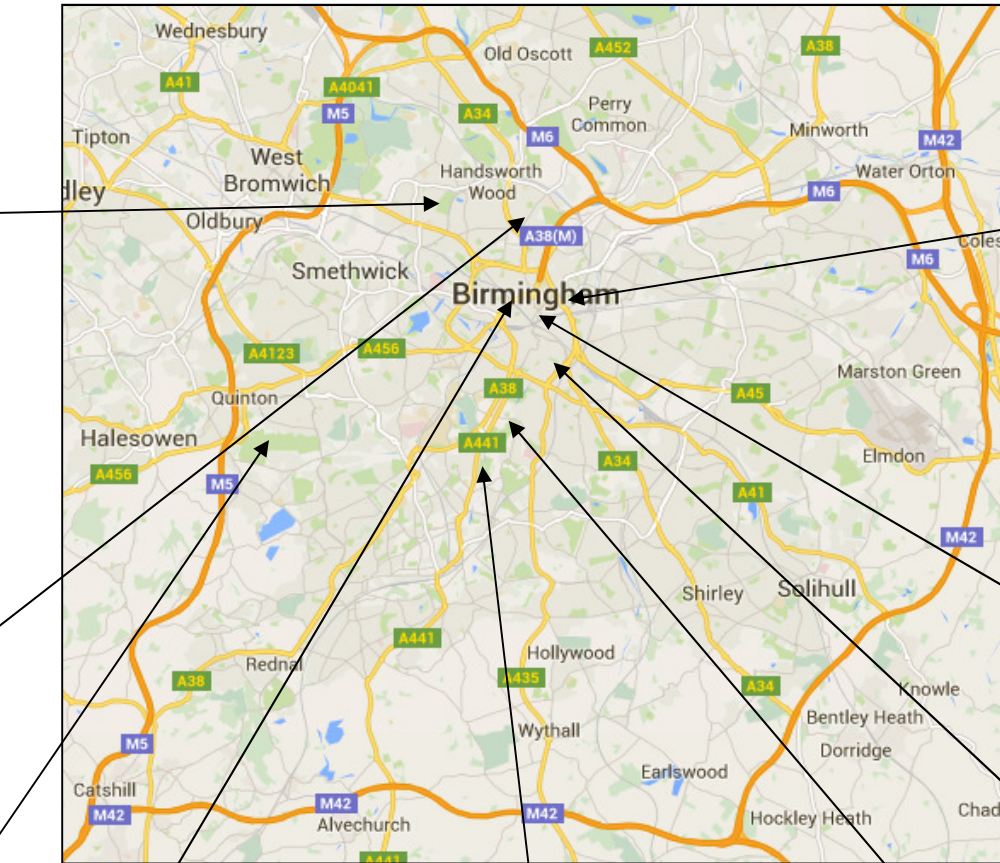 Wednesbury
Old Oscott
A452
A38
A41
A4041
M5
A34
Perry
Common
Tipton
M6
Minworth
M42
West
Bromwich
Handsworth
Wood
Water Orton
dley
M6
Oldbury
A38(M)
Coles
Smethwick
M6
Birmingham
A4123
A456
Marston Green
Quinton
A38
A45
Halesowen
A441
Elmdon
A456
M5
A34
A41
M42
Shirley
Solihull
A441
Hollywood
Rednal
A38
A435
A34
Knowle
Bentley Heath
Wythall
Dorridge
M5
Earlswood
Catshill
M42
M42
M42
Alvechurch
Hockley Heath
Chad
A441